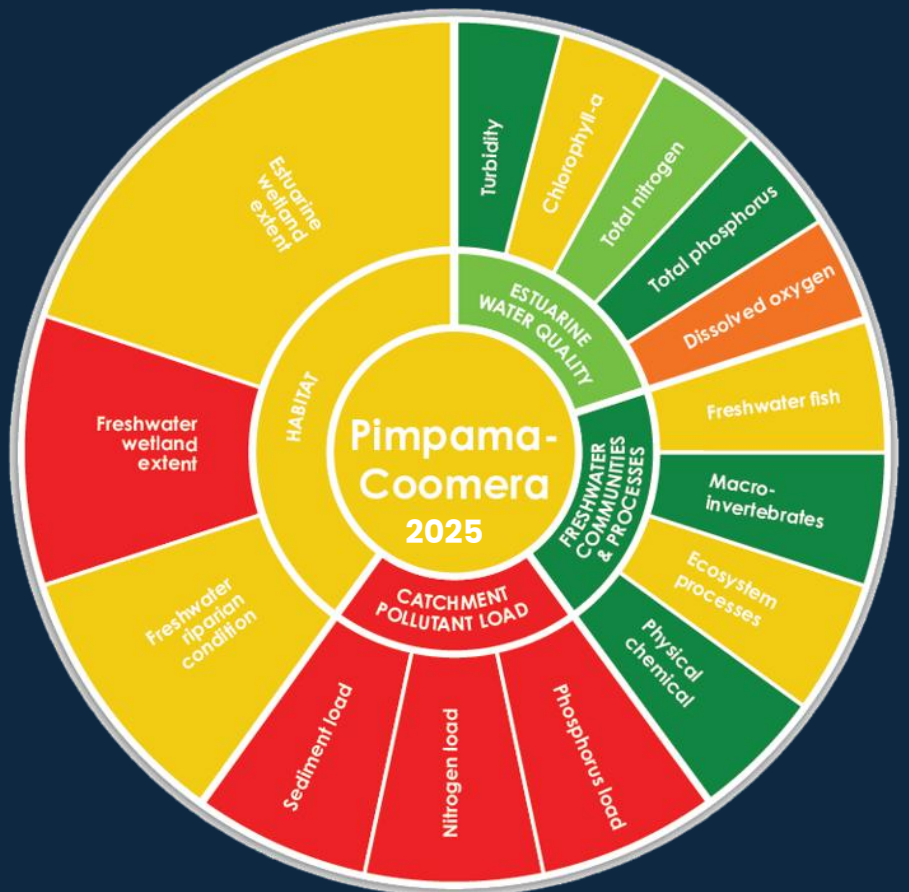 Pimpama-
Coomera
2025
ESTUARINE
WATER QUALITY
Turbidity
Chlorophyll-a
Total nitrogen
Total phosphorus
Dissolved oxygen
FRESHWATER
COMMUNITIES
& PROCESSES
Freshwater fish
Macro-
invertebrates
Ecosystem
processes
Physical
chemical
CATCHMENT
POLLUTANT LOAD
Phosphorus load
Nitrogen load
Sediment load
HABITAT
Freshwater
riparian
condition
Freshwater
wetland
extent
Estuarine
wetland
extent